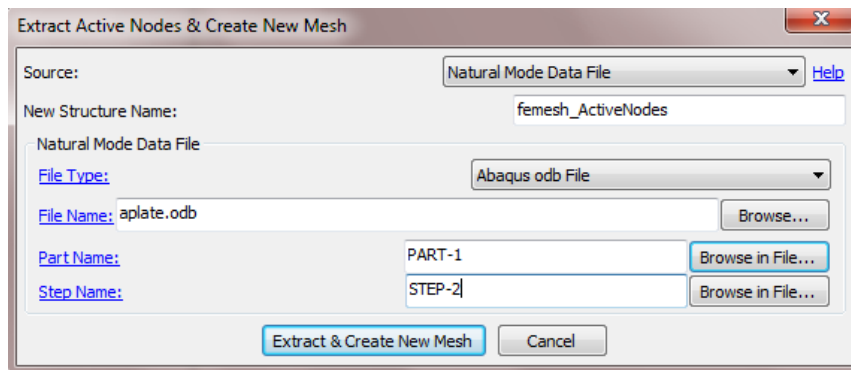 Extract Active Nodes & Create New Mesh
Source: Natural Mode Data File Help
New Structure Name: femesh_ActiveNodes
Natural Mode Data File
File Type: Abaqus odb File
File Name: aplate.odb Browse...
Part Name: PART-1 Browse in File...
Step Name: STEP-2 Browse in File...
Extract & Create New Mesh Cancel